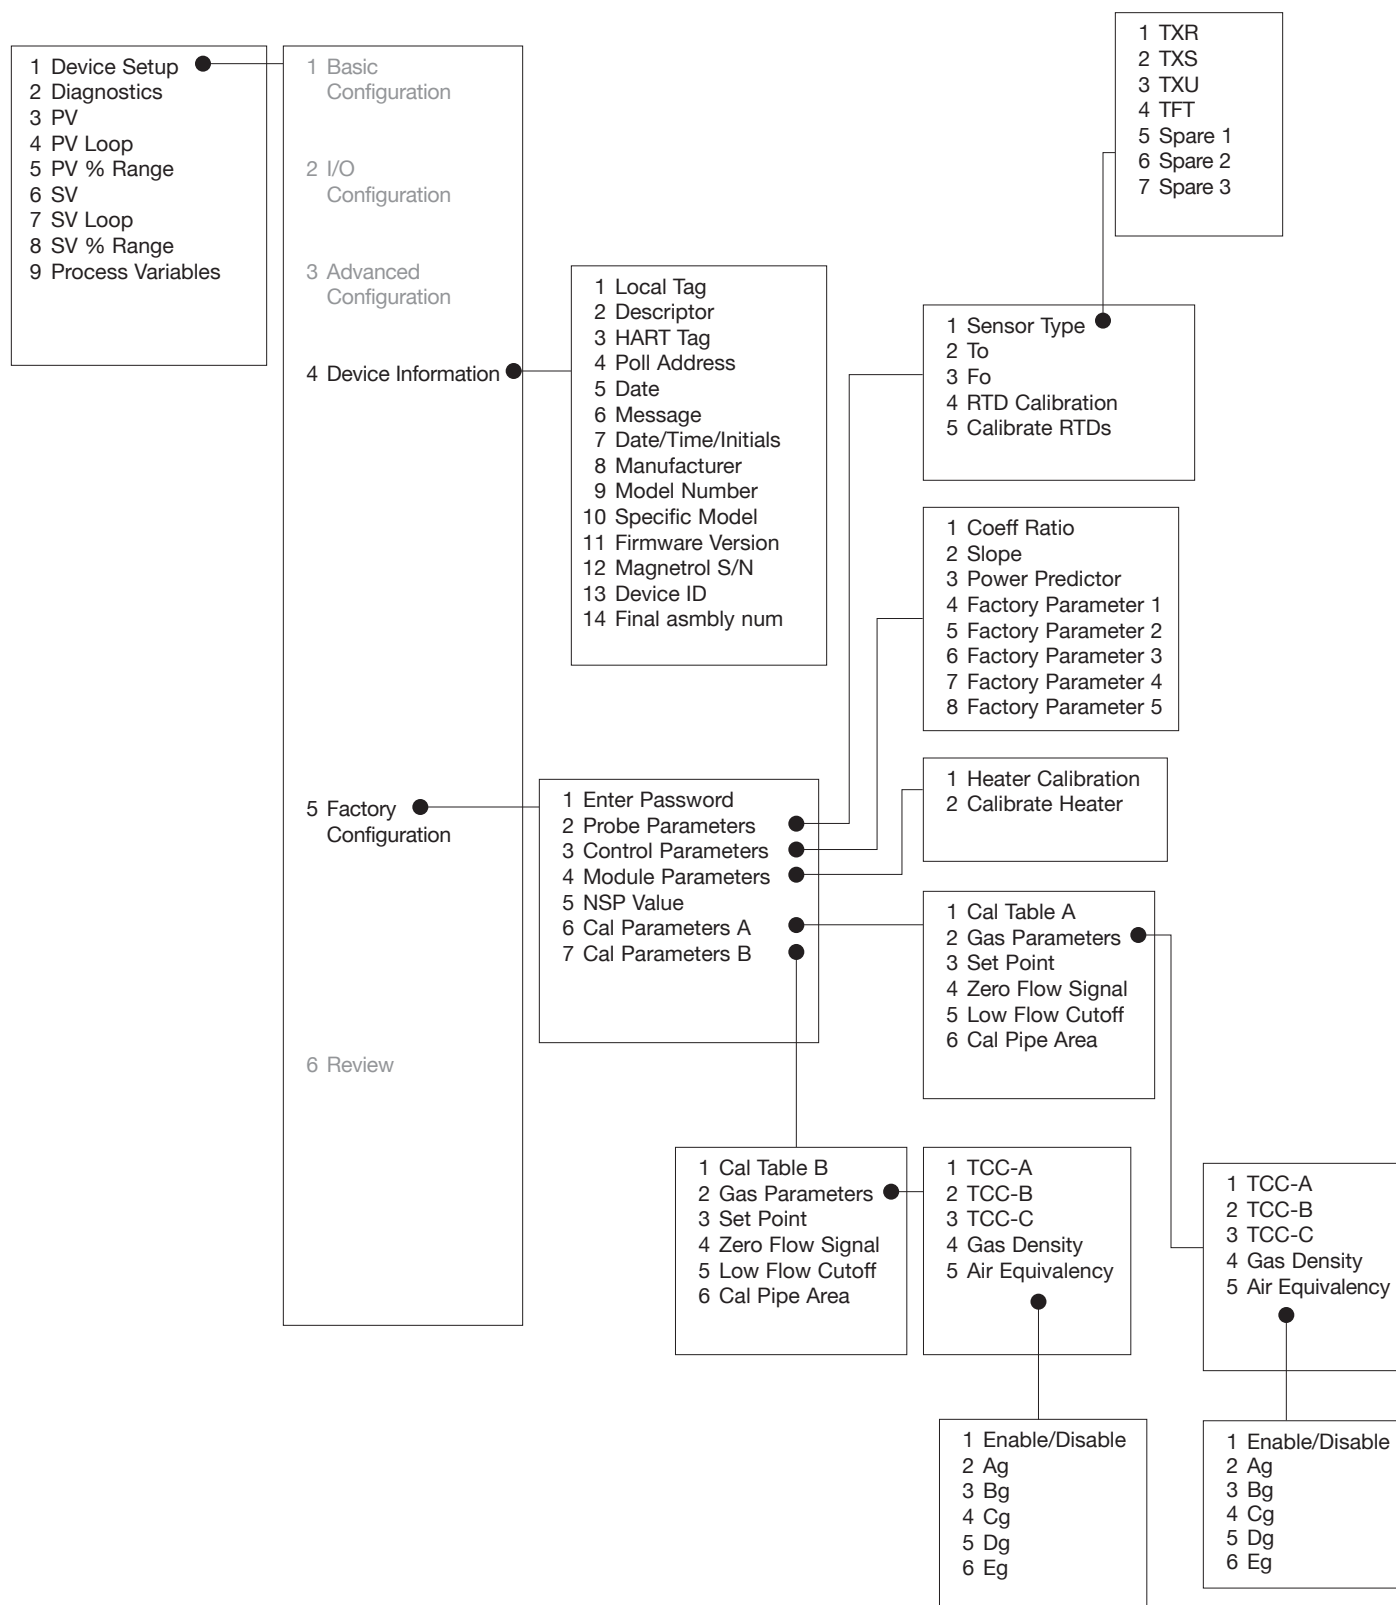 1 Device Setup
2 Diagnostics
3 PV
4 PV Loop
5 PV % Range
6 SV
7 SV Loop
8 SV % Range
9 Process Variables
1 Basic
Configuration
2 I/O
Configuration
3 Advanced
Configuration
4 Device Information
5 Factory
Configuration
6 Review
1 Local Tag
2 Descriptor
3 HART Tag
4 Poll Address
5 Date
6 Message
7 Date/Time/Initials
8 Manufacturer
9 Model Number
10 Specific Model
11 Firmware Version
12 Magnetrol S/N
13 Device ID
14 Final asmbly num
1 Enter Password
2 Probe Parameters
3 Control Parameters
4 Module Parameters
5 NSP Value
6 Cal Parameters A
7 Cal Parameters B
1 TXR
2 TXS
3 TXU
4 TFT
5 Spare 1
6 Spare 2
7 Spare 3
1 Sensor Type
2 To
3 Fo
4 RTD Calibration
5 Calibrate RTDs
1 Coeff Ratio
2 Slope
3 Power Predictor
4 Factory Parameter 1
5 Factory Parameter 2
6 Factory Parameter 3
7 Factory Parameter 4
8 Factory Parameter 5
1 Heater Calibration
2 Calibrate Heater
1 Cal Table A
2 Gas Parameters
3 Set Point
4 Zero Flow Signal
5 Low Flow Cutoff
6 Cal Pipe Area
1 Cal Table B
2 Gas Parameters
3 Set Point
4 Zero Flow Signal
5 Low Flow Cutoff
6 Cal Pipe Area
1 TCC-A
2 TCC-B
3 TCC-C
4 Gas Density
5 Air Equivalency
1 TCC-A
2 TCC-B
3 TCC-C
4 Gas Density
5 Air Equivalency
1 Enable/Disable
2 Ag
3 Bg
4 Cg
5 Dg
6 Eg
1 Enable/Disable
2 Ag
3 Bg
4 Cg
5 Dg
6 Eg